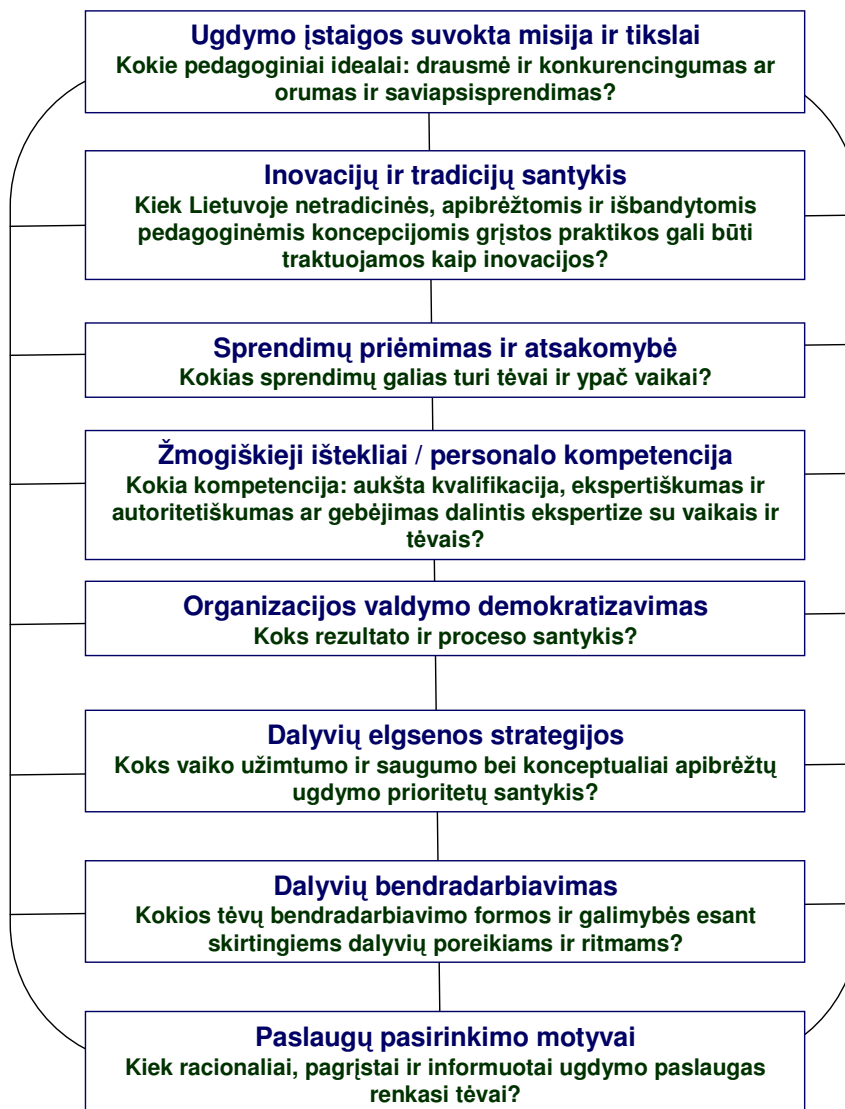 Ugdymo įstaigos suvokta misija ir tikslai
Kokie pedagoginiai idealai: drausmė ir konkurencingumas ar
orumas ir saviapsisprendimas?
Inovacijų ir tradicijų santykis
Kiek Lietuvoje netradicinės, apibrėžtomis ir išbandytomis
pedagoginėmis koncepcijomis grįstos praktikos gali būti
traktuojamos kaip inovacijos?
Sprendimų priėmimas ir atsakomybė
Kokias sprendimų galias turi tėvai ir ypač vaikai?
Žmogiškieji ištekliai / personalo kompetencija
Kokia kompetencija: aukšta kvalifikacija, ekspertiškumas ir
autoritetiškumas ar gebėjimas dalintis ekspertize su vaikais ir
tėvais?
Organizacijos valdymo demokratizavimas
Koks rezultato ir proceso santykis?
Dalyvių elgsenos strategijos
Koks vaiko užimtumo ir saugumo bei konceptualiai apibrėžtų
ugdymo prioritetų santykis?
Dalyvių bendradarbiavimas
Kokios tėvų bendradarbiavimo formos ir galimybės esant
skirtingiems dalyvių poreikiams ir ritmams?
Paslaugų pasirinkimo motyvai
Kiek racionaliai, pagrįstai ir informuotai ugdymo paslaugas
renkasi tėvai?